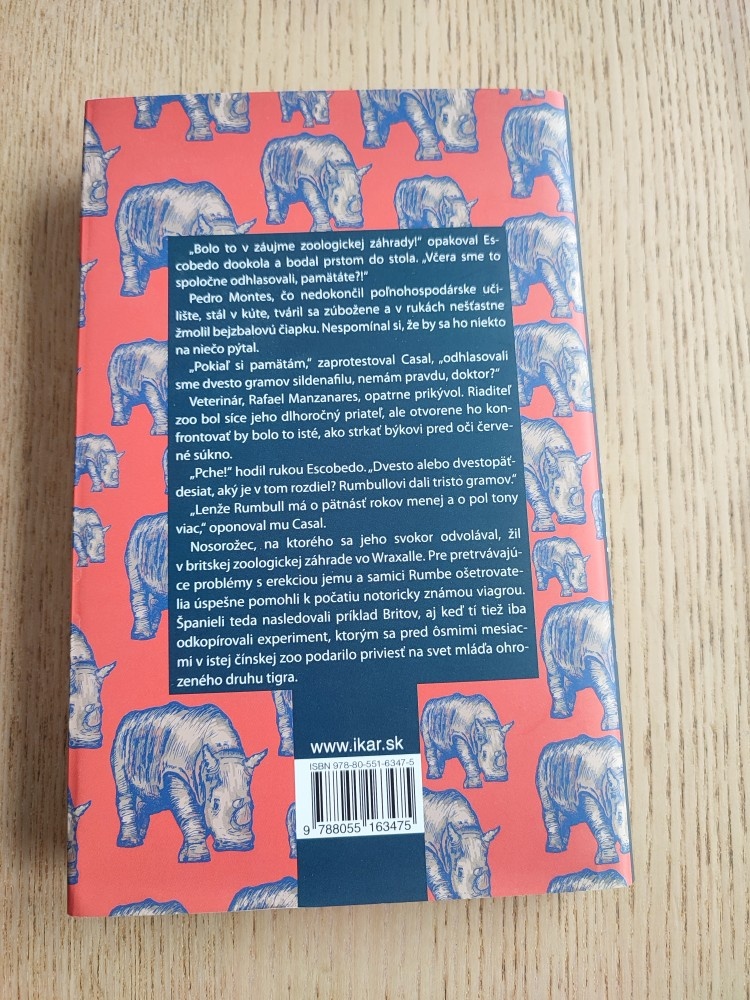 „Bolo to v záujme zoologickej záhrady!“ opakoval Es-
cobedo dookola a bodal prstom do stola. „Včera sme to
spoločne odhlasovali, pamätáte?!“
Pedro Montes, čo nedokončil poľnohospodárske uči-
lište, stál v kúte, tváril sa zúbožene a v rukách nešťastne
žmolil bejzbalovú čiapku. Nespomínal si, že by sa ho niekto
na niečo pýtal.
„Pokiaľ si pamätám,“ zaprotestoval Casal, „odhlasovali
sme dvesto gramov sildenafilu, nemám pravdu, doktor?“
Veterinár, Rafael Manzanares, opatrne prikývol. Riaditeľ
zoo bol síce jeho dlhoročný priateľ, ale otvorene ho kon-
frontovať by bolo to isté, ako strkať býkovi pred oči červe-
né súkno.
„Pche!“ hodil rukou Escobedo. „Dvesto alebo dvestopäť-
desiat, aký je v tom rozdiel? Rumbullovi dali tristo gramov.“
„Lenže Rumbull má o pätnásť rokov menej a o pol tony
viac,“ oponoval mu Casal.
Nosorožec, na ktorého sa jeho svokor odvolával, žil
v britskej zoologickej záhrade vo Wraxalle. Pre pretrvávajú-
ce problémy s erekciou jemu a samici Rumbe ošetrovate-
lia úspešne pomohli k počatiu notoricky známou viagrou.
Španieli teda nasledovali príklad Britov, aj keď tí tiež iba
odkopírovali experiment, ktorým sa pred ôsmimi mesiac-
mi v istej čínskej zoo podarilo priviesť na svet mláďa ohro-
zeného druhu tigra.
www.ikar.sk
ISBN 978-80-551-6347-5
9 788055 163475